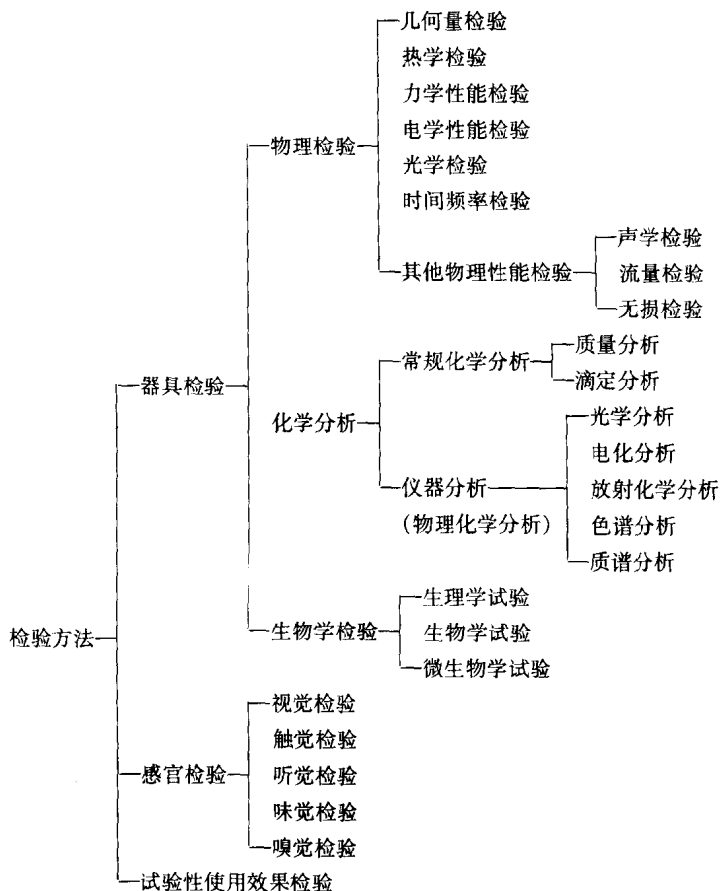 几何量检验
热学检验
力学性能检验
电学性能检验
物理检验
光学检验
时间频率检验
声学检验
其他物理性能检验
流量检验
无损检验
质量分析
常规化学分析
器具检验
滴定分析
光学分析
化学分析
电化分析
仪器分析
放射化学分析
(物理化学分析)
色谱分析
质谱分析
生理学试验
检验方法
生物学检验
生物学试验
微生物学试验
视觉检验
触觉检验
感官检验
听觉检验
味觉检验
嗅觉检验
试验性使用效果检验